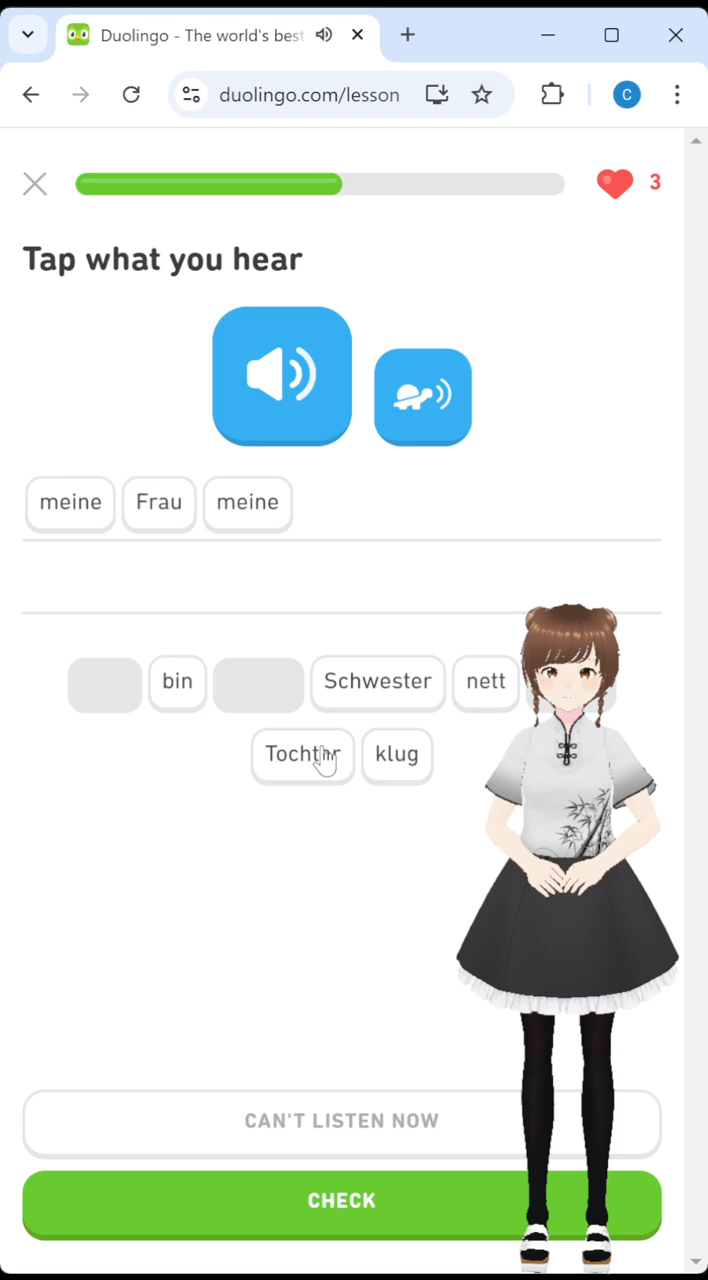 Duolingo - The world's best
duolingo.com/lesson
C
3
Tap what you hear
meine Frau meine
bin Schwester nett
Tochter klug
CAN'T LISTEN NOW
CHECK